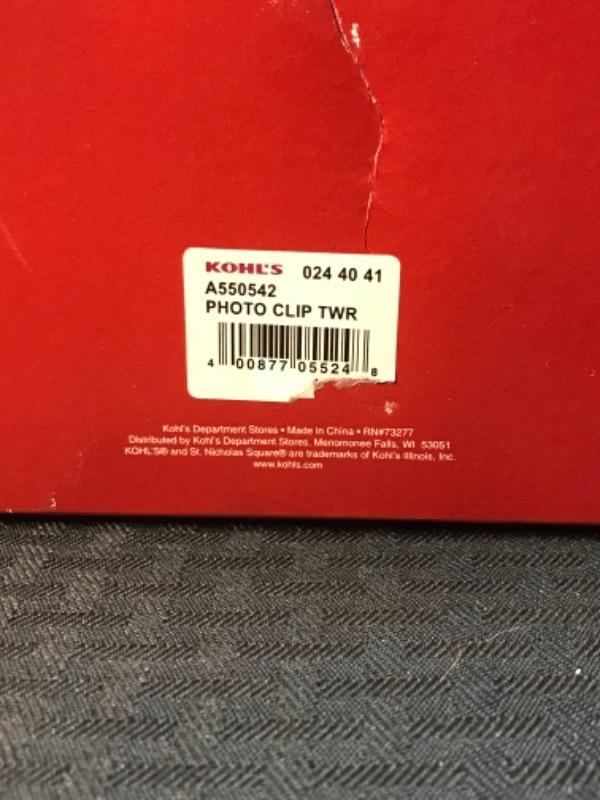 KOHL'S 024 40 41
A550542
PHOTO CLIP TWR
4 00877 05524 8
Kohl's Department Stores • Made in China • RN#73277
Distributed by Kohl's Department Stores, Menomonee Falls, WI 53051
KOHL'S® and St. Nicholas Square® are trademarks of Kohl's Illinois, Inc.
www.kohls.com